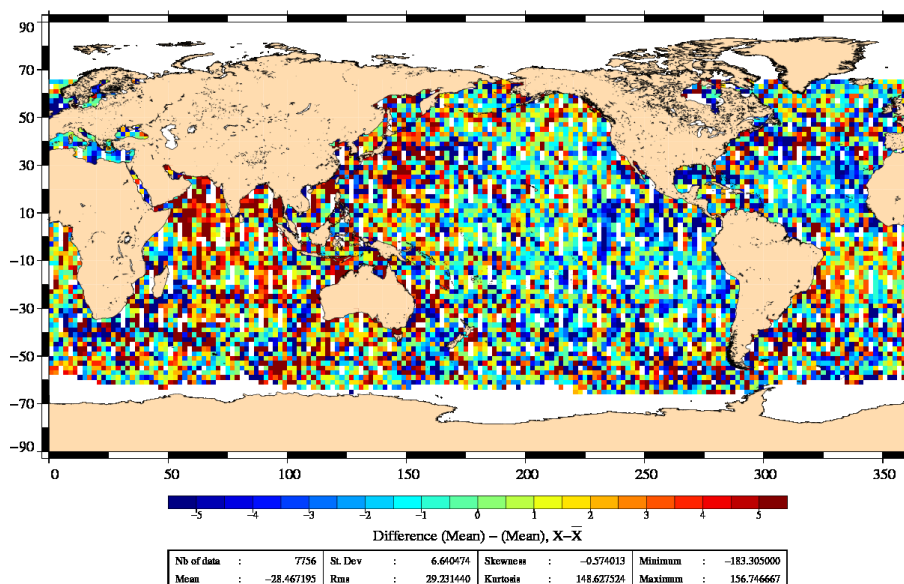 90
70
50
30
10
−10
−30
−50
−70
−90
0 50 100 150 200 250 300 350
−5 −4 −3 −2 −1 0 1 2 3 4 5
Difference (Mean) − (Mean), X−X̅
Nb of data : 7756 St. Dev : 6.640474 Skewness : −0.574013 Minimum : −183.305000
Mean : −28.467195 Rms : 29.231440 Kurtosis : 148.627524 Maximum : 156.746667